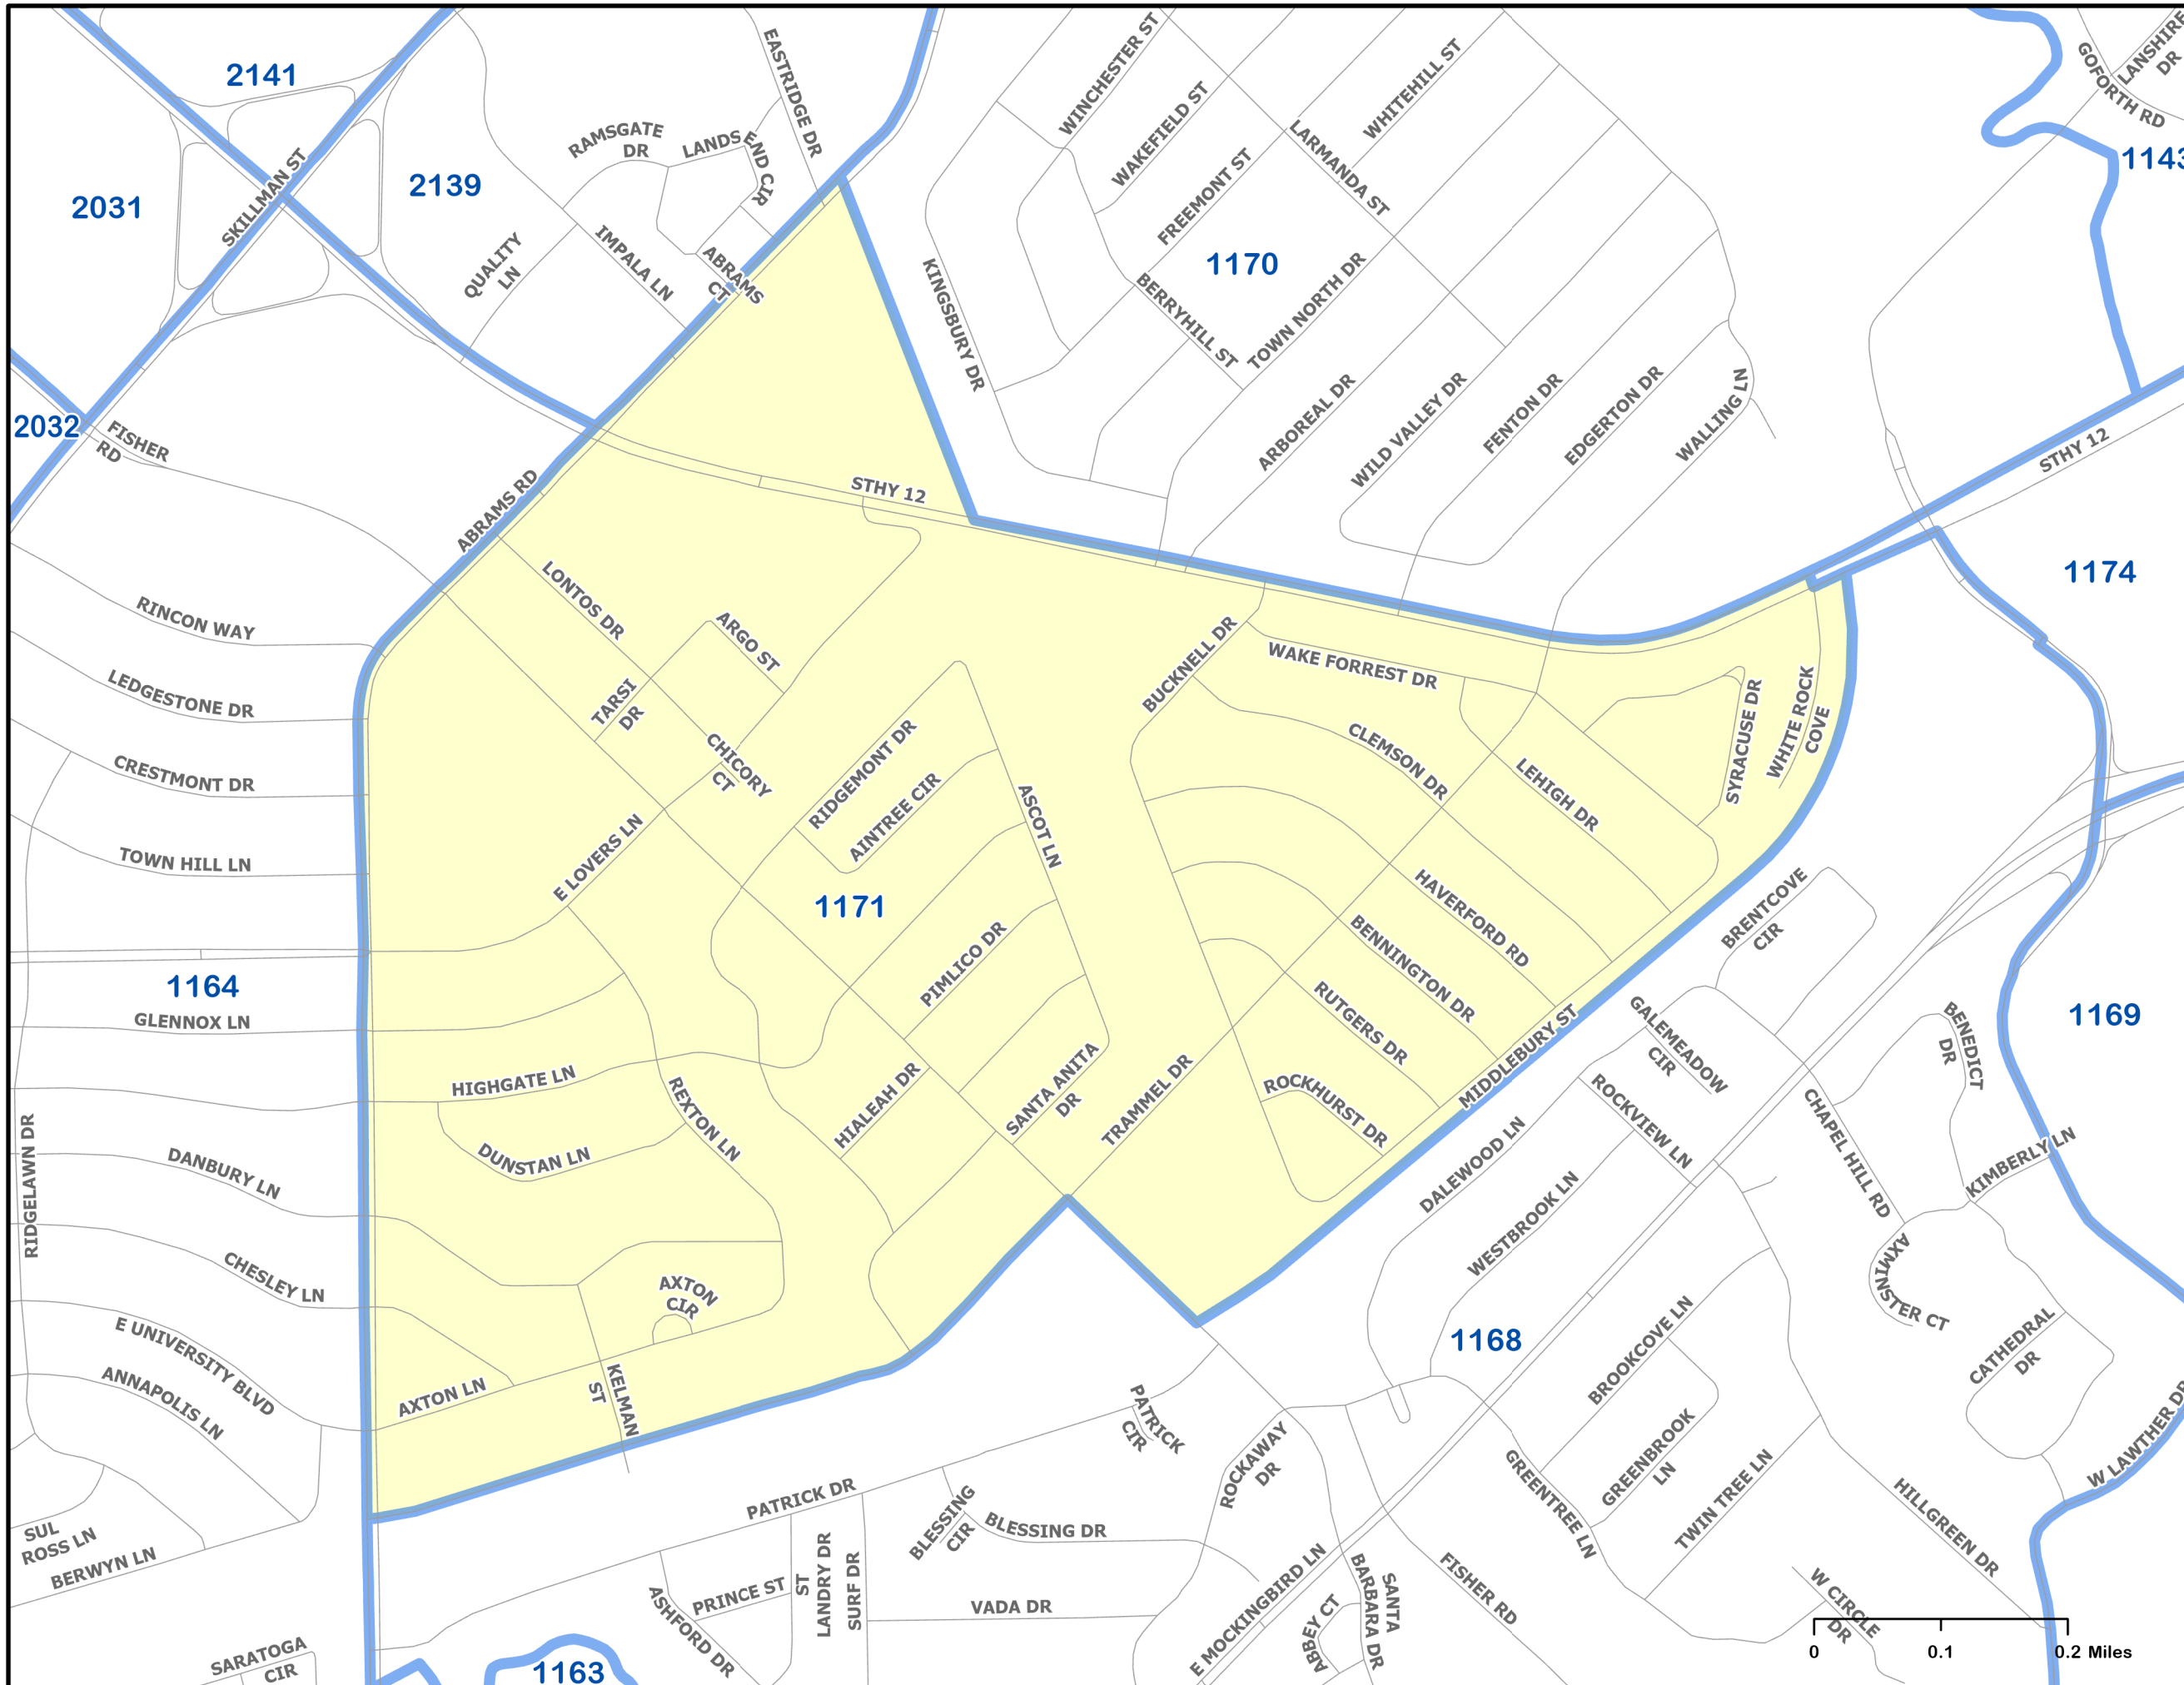 2141
SKILLMAN ST
2031
2139
2032
FISHER
RD
EASTRIDGE DR
RAMSGATE
DR
LANDS
END CIR
QUALITY
LN
IMPALA LN
ABRAMS
CT
WINCHESTER ST
WAKEFIELD ST
WHITEHILL ST
FREEMONT ST
LARMANDA ST
1170
KINGSBURY DR
BERRYHILL ST
TOWN NORTH DR
ARBOREAL DR
WILD VALLEY DR
FENTON DR
EDGERTON DR
WALLING LN
LANSHIRE
DR
GOFORTH RD
1143
STHY 12
1174
ABRAMS RD
STHY 12
LONTOS DR
ARGO ST
TARSI
DR
CHICORY
CT
RINCON WAY
LEDGESTONE DR
CRESTMONT DR
TOWN HILL LN
E LOVERS LN
RIDGEMONT DR
AINTREE CIR
ASCOT LN
1171
BUCKNELL DR
WAKE FORREST DR
CLEMSON DR
LEHIGH DR
SYRACUSE DR
WHITE ROCK
COVE
HAVERFORD RD
BENNINGTON DR
RUTGERS DR
PIMLICO DR
1164
GLENNOX LN
HIGHGATE LN
DUNSTAN LN
REXTON LN
HIALEAH DR
SANTA ANITA
DR
TRAMMEL DR
ROCKHURST DR
MIDDLEBURY ST
BRENTCOVE
CIR
GALEMEADOW
CIR
1169
BENEDICT
DR
KIMBERLY LN
ROCKVIEW LN
DALEWOOD LN
WESTBROOK LN
CHAPEL HILL RD
AXMINSTER CT
CATHEDRAL
DR
RIDGELAWN DR
DANBURY LN
CHESLEY LN
E UNIVERSITY BLVD
ANNAPOLIS LN
AXTON
CIR
AXTON LN
KELMAN
ST
1168
BROOKCOVE LN
GREENBROOK
LN
TWIN TREE LN
GREENTREE LN
HILLGREEN DR
W LAWTHER DR
W CIRCLE
DR
PATRICK
CIR
ROCKAWAY
DR
PATRICK DR
BLESSING
CIR
BLESSING DR
SUL
ROSS LN
BERWYN LN
PRINCE ST
ST
LANDRY DR
SURF DR
ASHFORD DR
VADA DR
E MOCKINGBIRD LN
SANTA
BARBARA DR
ABBEY CT
FISHER RD
SARATOGA
CIR
1163
0 0.1 0.2 Miles